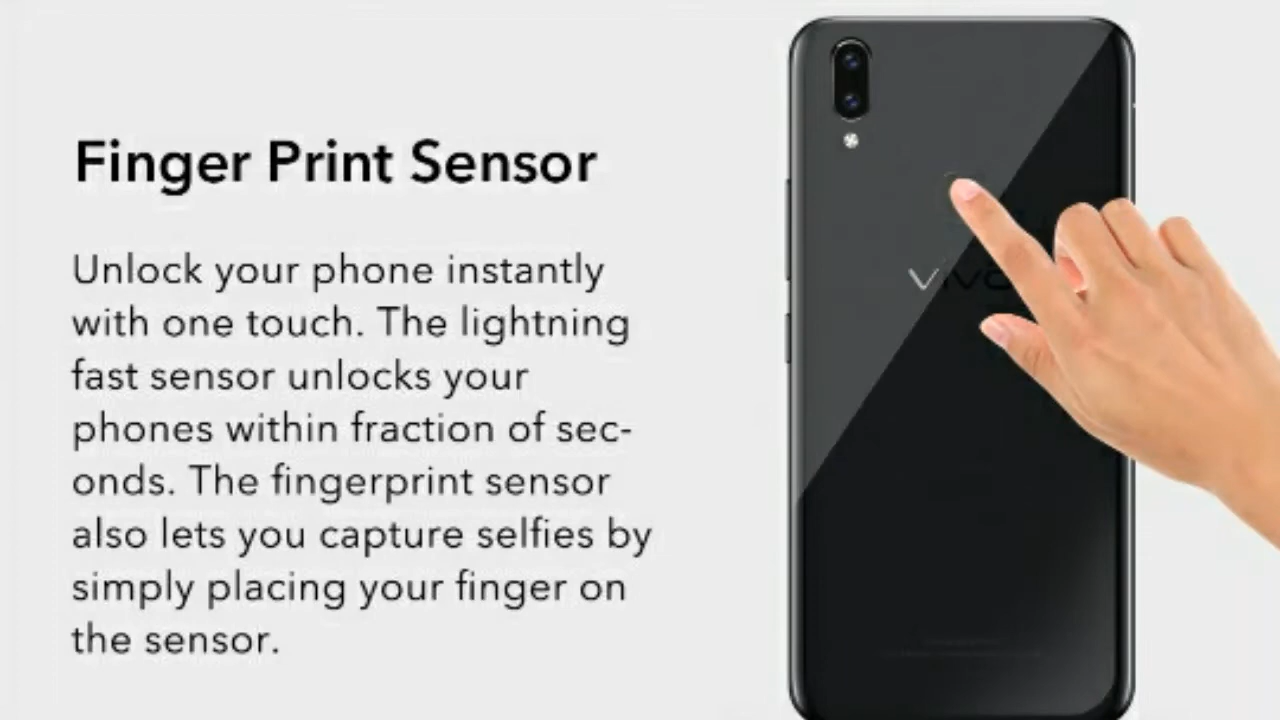 Finger Print Sensor
Unlock your phone instantly
with one touch. The lightning
fast sensor unlocks your
phones within fraction of sec-
onds. The fingerprint sensor
also lets you capture selfies by
simply placing your finger on
the sensor.
vivo